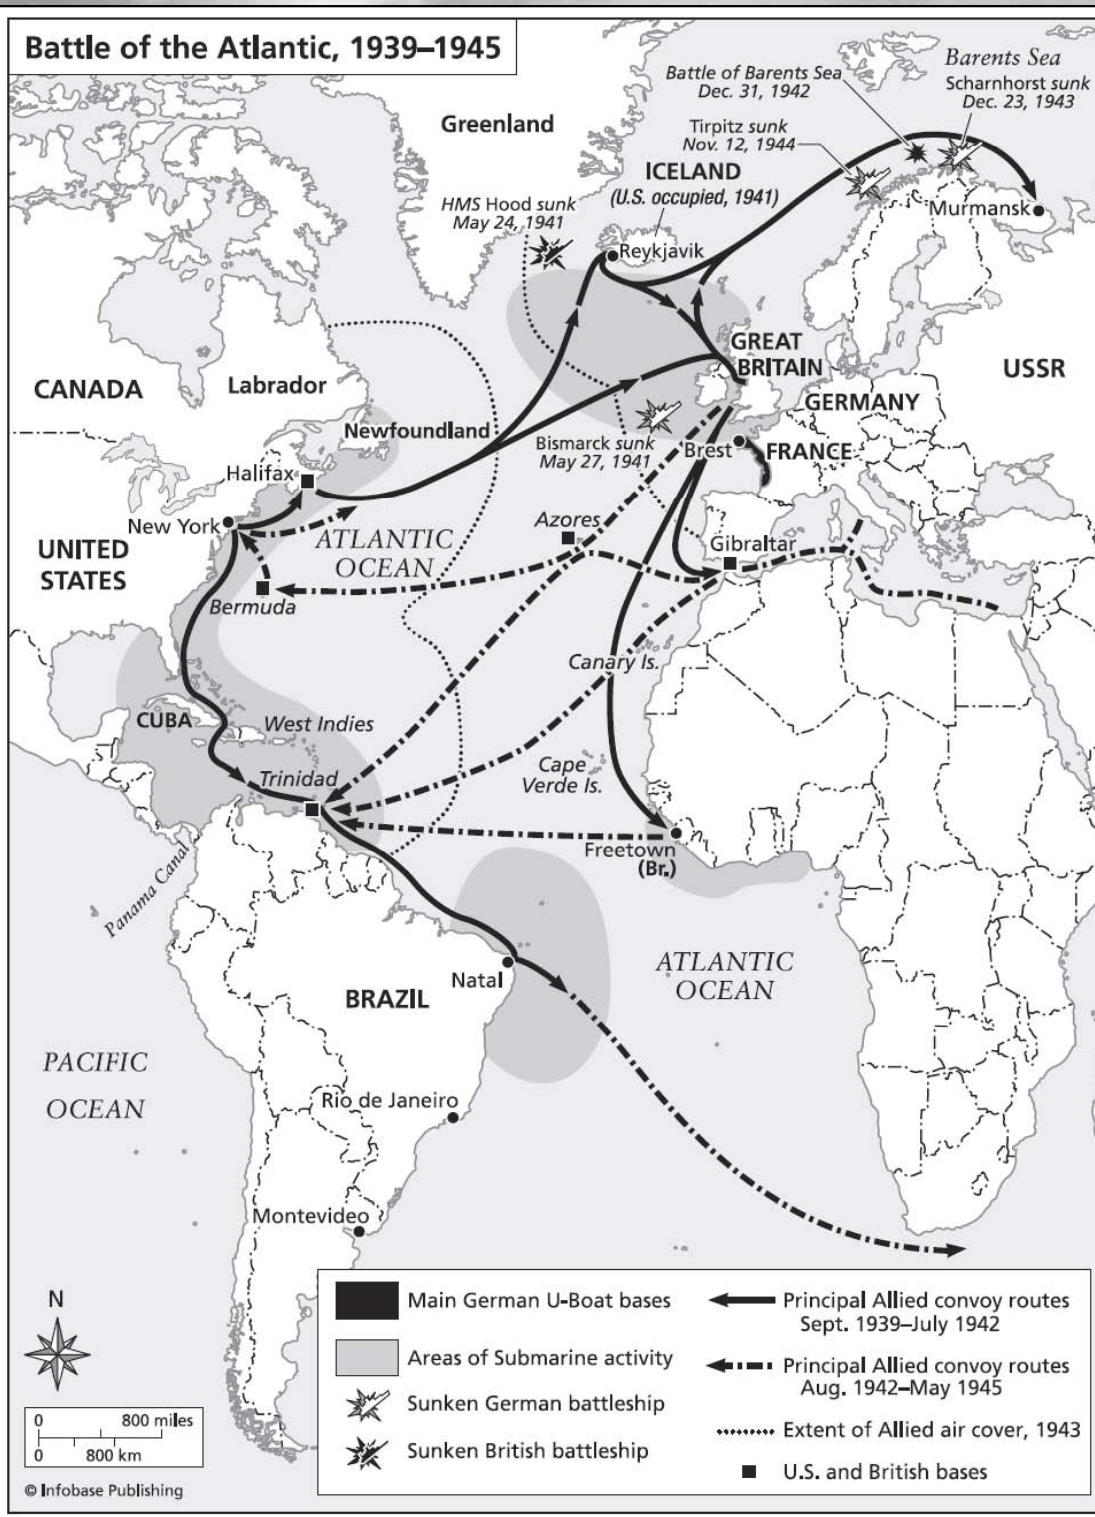 Battle of the Atlantic, 1939–1945
Barents Sea
Battle of Barents Sea
Dec. 31, 1942
Scharnhorst sunk
Dec. 23, 1943
Greenland
Tirpitz sunk
Nov. 12, 1944
ICELAND
(U.S. occupied, 1941)
HMS Hood sunk
May 24, 1941
Murmansk
Reykjavik
GREAT
BRITAIN
USSR
CANADA
Labrador
GERMANY
Newfoundland
Bismarck sunk
May 27, 1941
Brest
FRANCE
Halifax
New York
Azores
ATLANTIC
OCEAN
Gibraltar
UNITED
STATES
Bermuda
Canary Is.
CUBA
West Indies
Trinidad
Cape
Verde Is.
Freetown
(Br.)
Panama Canal
Natal
ATLANTIC
OCEAN
BRAZIL
PACIFIC
OCEAN
Rio de Janeiro
Montevideo
N
0 800 miles
0 800 km
© Infobase Publishing
Main German U-Boat bases
Areas of Submarine activity
Sunken German battleship
Sunken British battleship
Principal Allied convoy routes
Sept. 1939–July 1942
Principal Allied convoy routes
Aug. 1942–May 1945
Extent of Allied air cover, 1943
U.S. and British bases